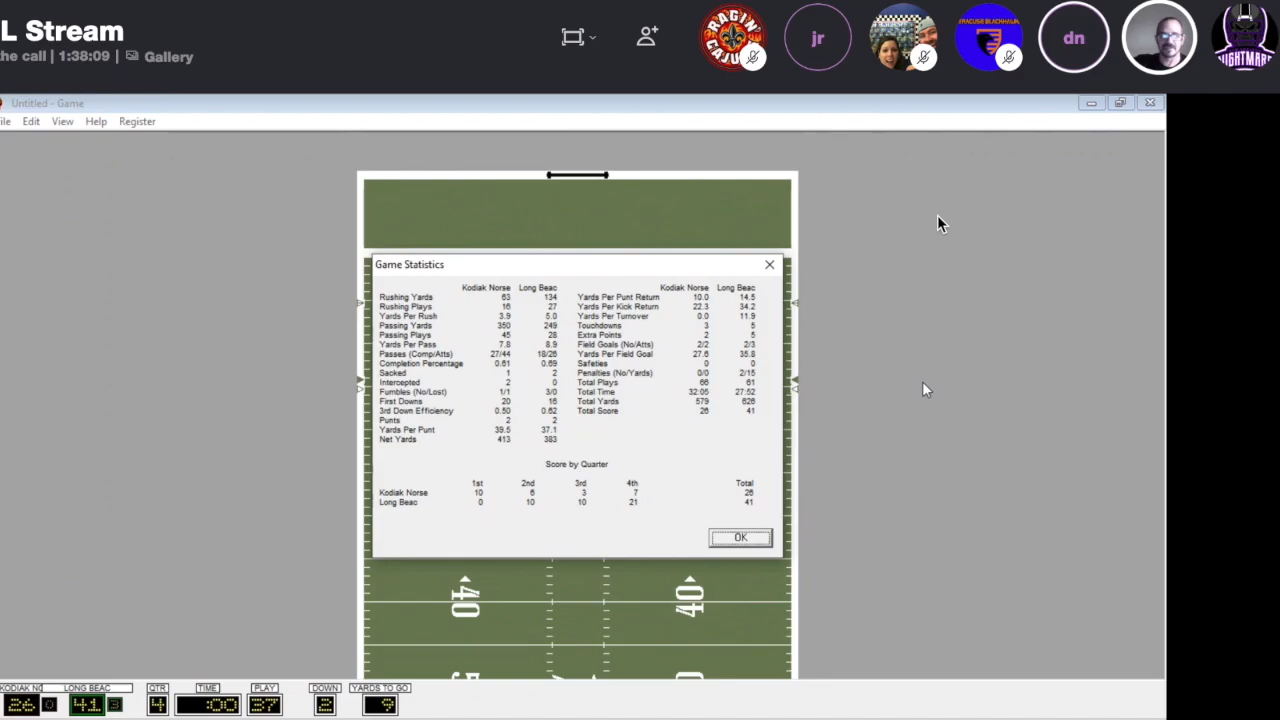 L Stream
the call | 1:38:09 | Gallery
RAGIN'
CAJUNS
jr
SYRACUSE BLACKHAWKS
dn
NIGHTMARE
Untitled - Game
ile Edit View Help Register
Game Statistics
Kodiak Norse Long Beac
Rushing Yards 63 134
Rushing Plays 16 27
Yards Per Rush 3.9 5.0
Passing Yards 350 249
Passing Plays 45 28
Yards Per Pass 7.8 8.9
Passes (Comp/Atts) 27/44 18/26
Completion Percentage 0.61 0.69
Sacked 1 2
Intercepted 2 0
Fumbles (No/Lost) 1/1 3/0
First Downs 20 16
3rd Down Efficiency 0.50 0.62
Punts 2 2
Yards Per Punt 39.5 37.1
Net Yards 413 383
Kodiak Norse Long Beac
Yards Per Punt Return 10.0 14.5
Yards Per Kick Return 22.3 34.2
Yards Per Turnover 0.0 11.9
Touchdowns 3 5
Extra Points 2 5
Field Goals (No/Atts) 2/2 2/3
Yards Per Field Goal 27.6 35.8
Safeties 0 0
Penalties (No/Yards) 0/0 2/15
Total Plays 66 61
Total Time 32:05 27:52
Total Yards 579 626
Total Score 26 41
Score by Quarter
1st 2nd 3rd 4th Total
Kodiak Norse 10 6 3 7 26
Long Beac 0 10 10 21 41
OK
40 40
KODIAK NO LONG BEAC QTR TIME PLAY DOWN YARDS TO GO
26 0 41 3 4 :00 37 2 9